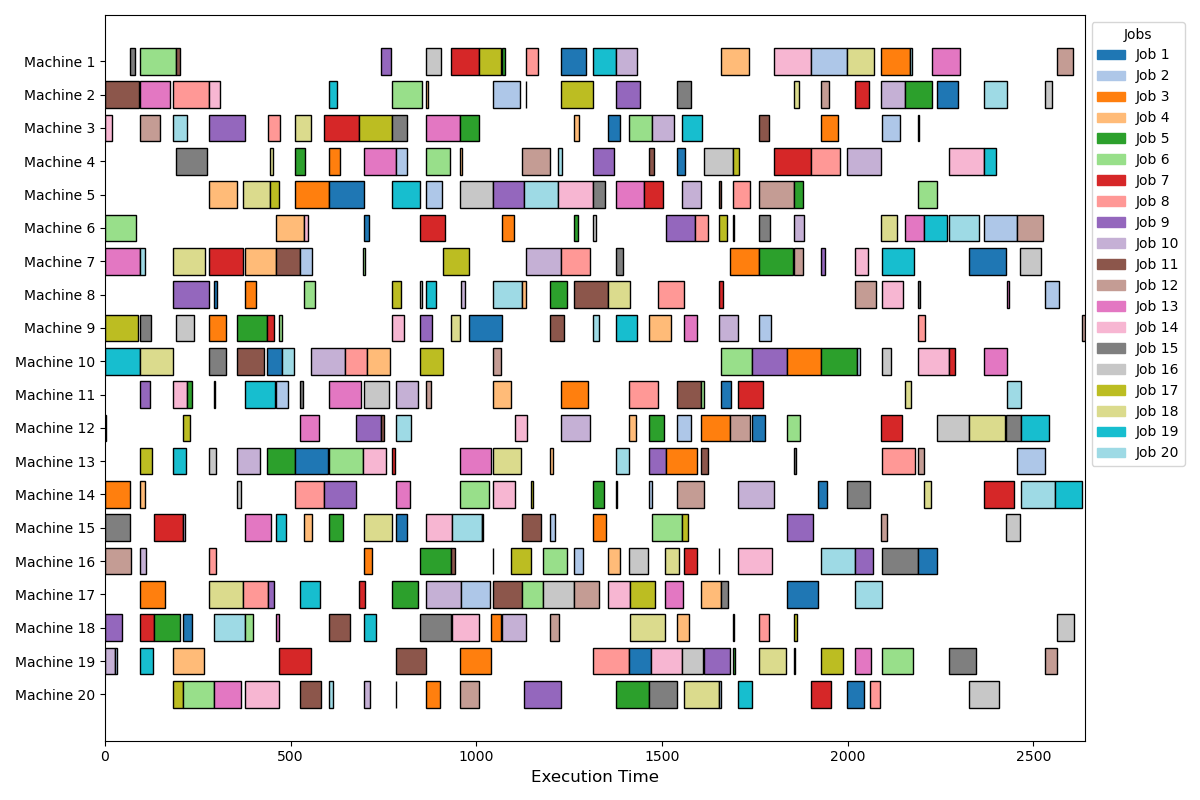 Machine 1
Machine 2
Machine 3
Machine 4
Machine 5
Machine 6
Machine 7
Machine 8
Machine 9
Machine 10
Machine 11
Machine 12
Machine 13
Machine 14
Machine 15
Machine 16
Machine 17
Machine 18
Machine 19
Machine 20
0 500 1000 1500 2000 2500
Execution Time
Jobs
Job 1
Job 2
Job 3
Job 4
Job 5
Job 6
Job 7
Job 8
Job 9
Job 10
Job 11
Job 12
Job 13
Job 14
Job 15
Job 16
Job 17
Job 18
Job 19
Job 20